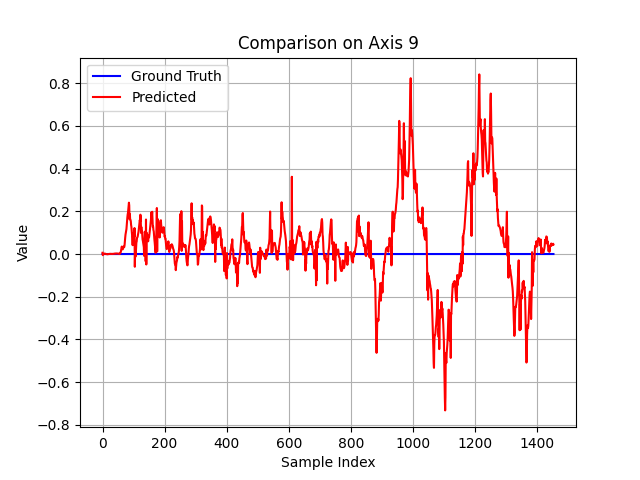 Comparison on Axis 9
Ground Truth
Predicted
0.8
0.6
0.4
0.2
0.0
−0.2
−0.4
−0.6
−0.8
Value
0 200 400 600 800 1000 1200 1400
Sample Index